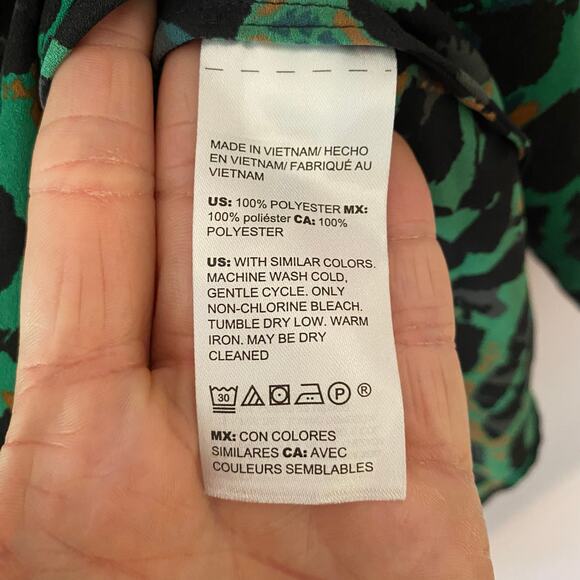 MADE IN VIETNAM/ HECHO
EN VIETNAM/ FABRIQUÉ AU
VIETNAM
US: 100% POLYESTER MX:
100% poliéster CA: 100%
POLYESTER
US: WITH SIMILAR COLORS.
MACHINE WASH COLD,
GENTLE CYCLE. ONLY
NON-CHLORINE BLEACH.
TUMBLE DRY LOW. WARM
IRON. MAY BE DRY
CLEANED
30 P ®
MX: CON COLORES
SIMILARES CA: AVEC
COULEURS SEMBLABLES